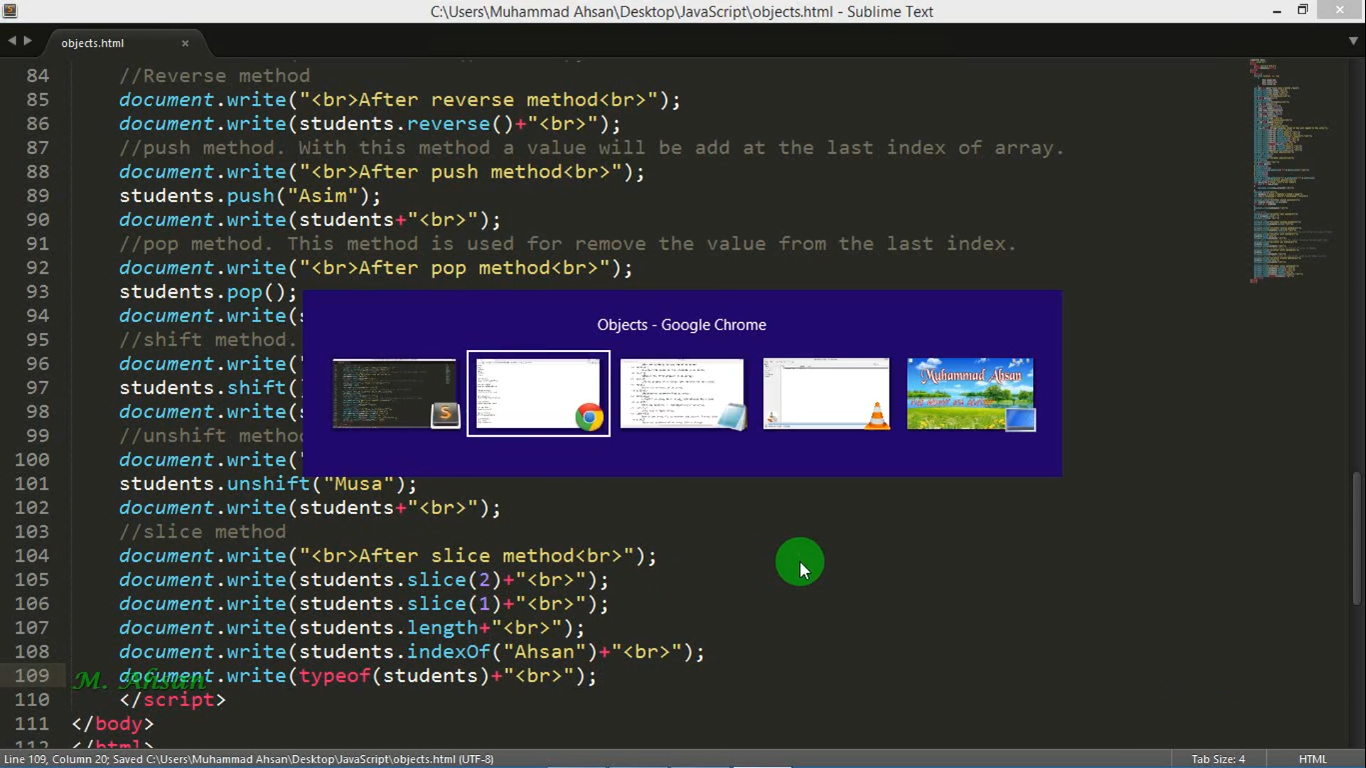 C:\Users\Muhammad Ahsan\Desktop\JavaScript\objects.html - Sublime Text
objects.html
84 //Reverse method
85 document.write("<br>After reverse method<br>");
86 document.write(students.reverse()+"<br>");
87 //push method. With this method a value will be add at the last index of array.
88 document.write("<br>After push method<br>");
89 students.push("Asim");
90 document.write(students+"<br>");
91 //pop method. This method is used for remove the value from the last index.
92 document.write("<br>After pop method<br>");
93 students.pop();
94 document.write(
95 //shift method.
96 document.write("
97 students.shift(
98 document.write(
99 //unshift
100 document.write("
101 students.unshift("Musa");
102 document.write(students+"<br>");
103 //slice method
104 document.write("<br>After slice method<br>");
105 document.write(students.slice(2)+"<br>");
106 document.write(students.slice(1)+"<br>");
107 document.write(students.length+"<br>");
108 document.write(students.indexOf("Ahsan")+"<br>");
109 document.write(typeof(students)+"<br>");
110 </script>
111 </body>
112 </html>
Objects - Google Chrome
Muhammad Ahsan
M. Ahsan
Line 109, Column 20; Saved C:\Users\Muhammad Ahsan\Desktop\JavaScript\objects.html (UTF-8)
Tab Size: 4
HTML